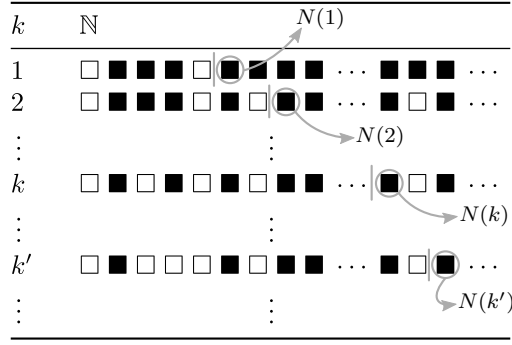 k ℕ
N(1)
1 □ ■ ■ ■ □ | ■ ■ ■ ■ ⋯ ■ ■ ■ ⋯
2 □ ■ ■ ■ □ ■ □ | ■ ■ ⋯ ■ □ ■ ⋯
N(2)
⋮ ⋮
k □ ■ □ ■ □ ■ □ ■ ■ ⋯ | ■ □ ■ ⋯
N(k)
⋮ ⋮
k′ □ ■ □ □ □ ■ □ ■ ■ ⋯ ■ □ | ■ ⋯
N(k′)
⋮ ⋮